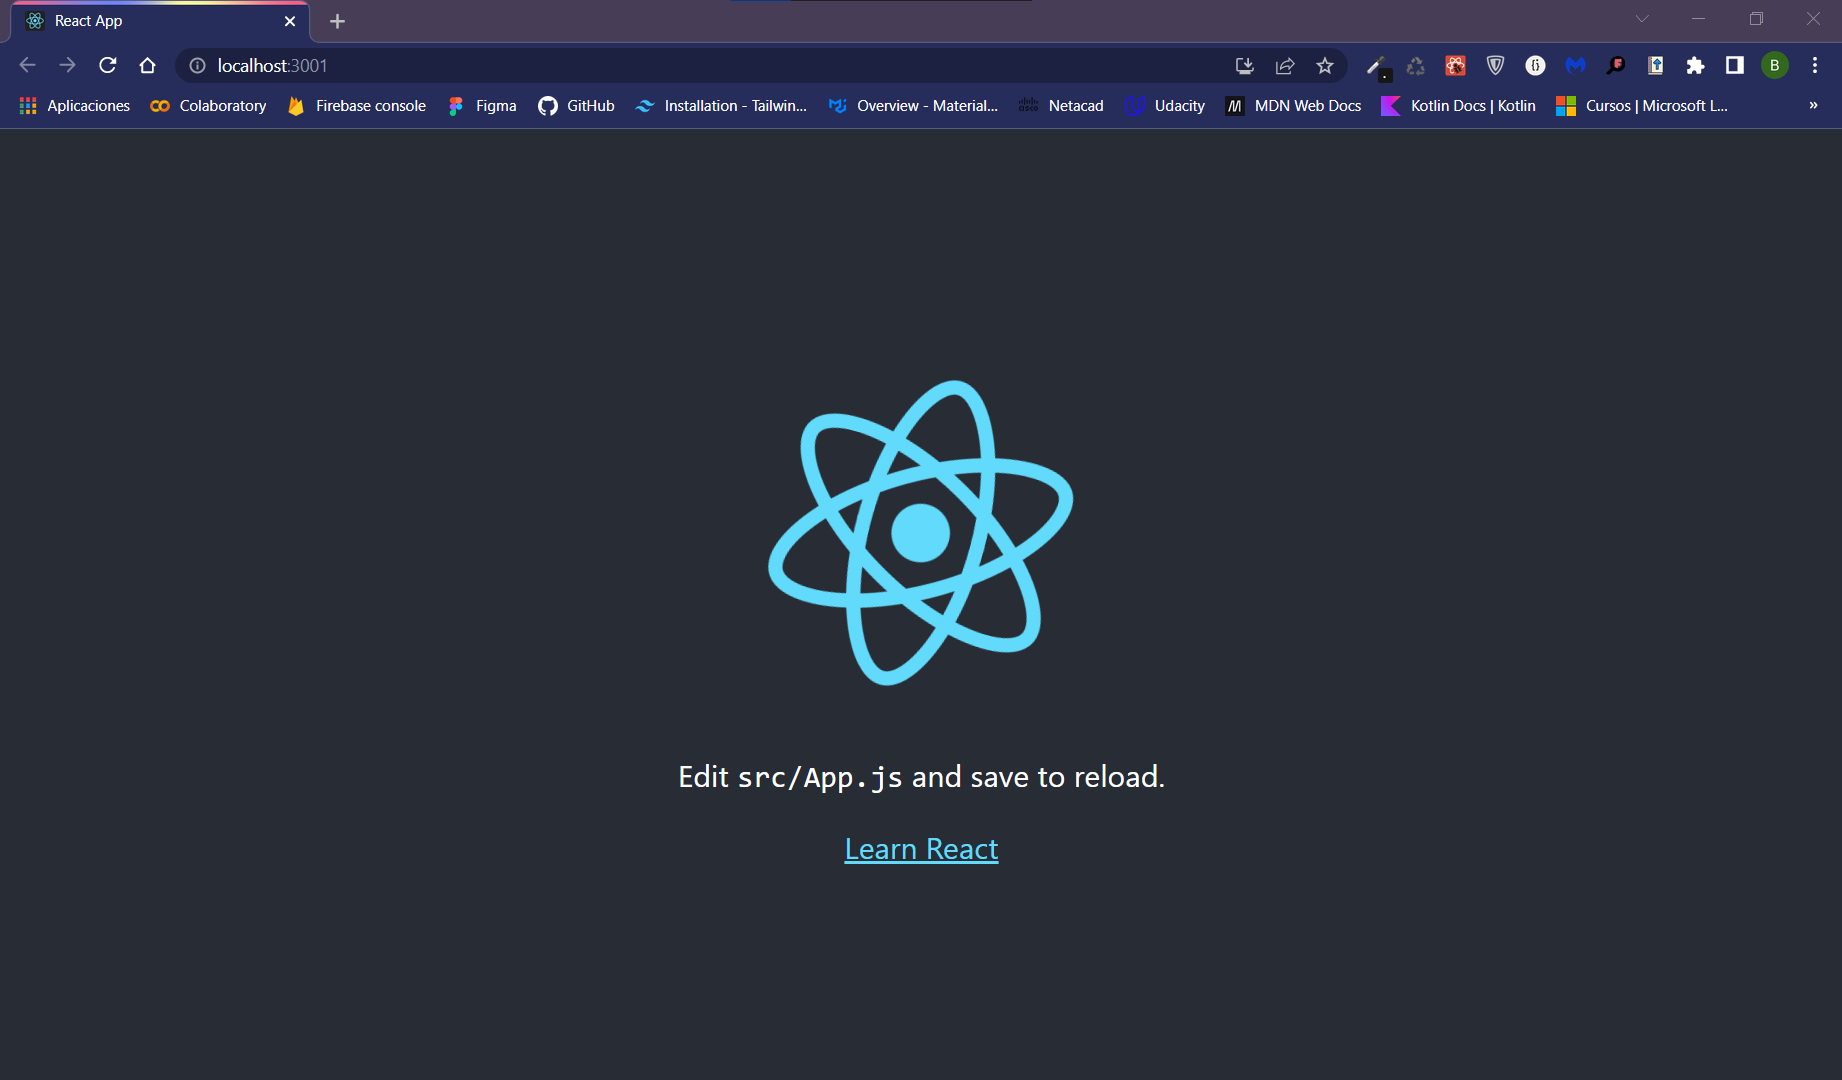 React App
localhost:3001
B
Aplicaciones Colaboratory Firebase console Figma GitHub Installation - Tailwin... Overview - Material... Netacad Udacity MDN Web Docs Kotlin Docs | Kotlin Cursos | Microsoft L... »
Edit src/App.js and save to reload.
Learn React